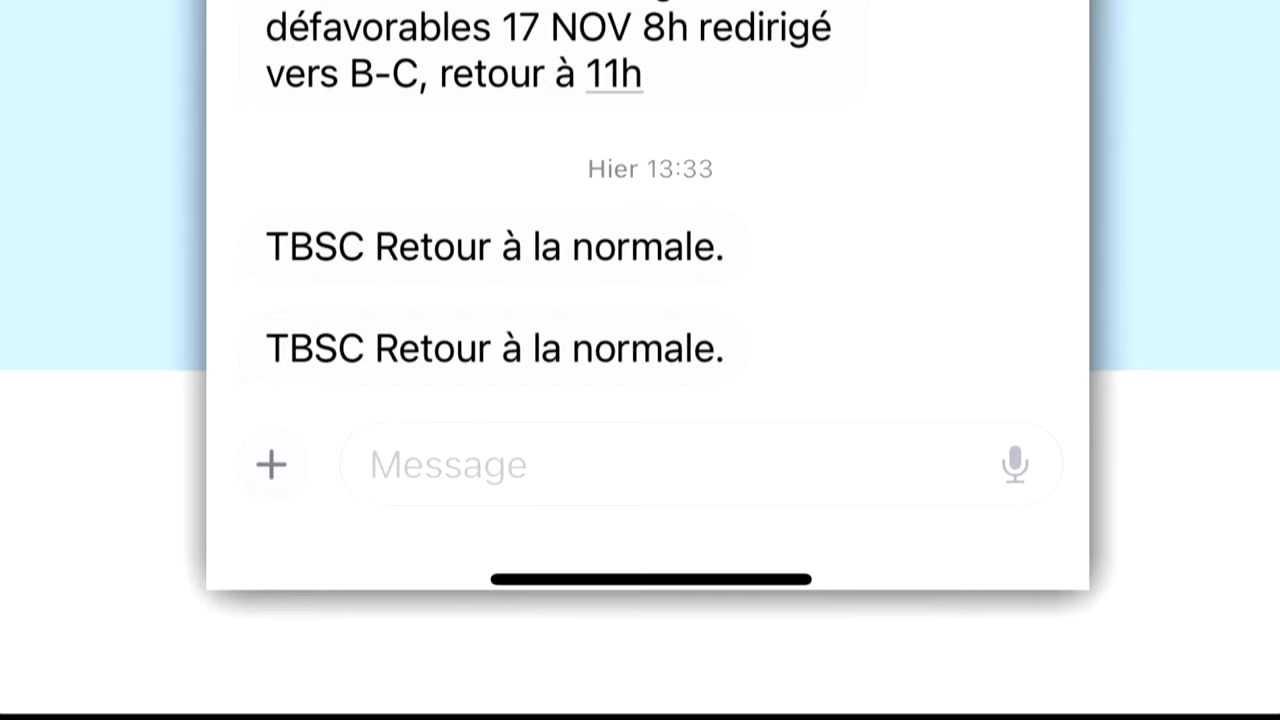 défavorables 17 NOV 8h redirigé
vers B-C, retour à 11h
Hier 13:33
TBSC Retour à la normale.
TBSC Retour à la normale.
Message